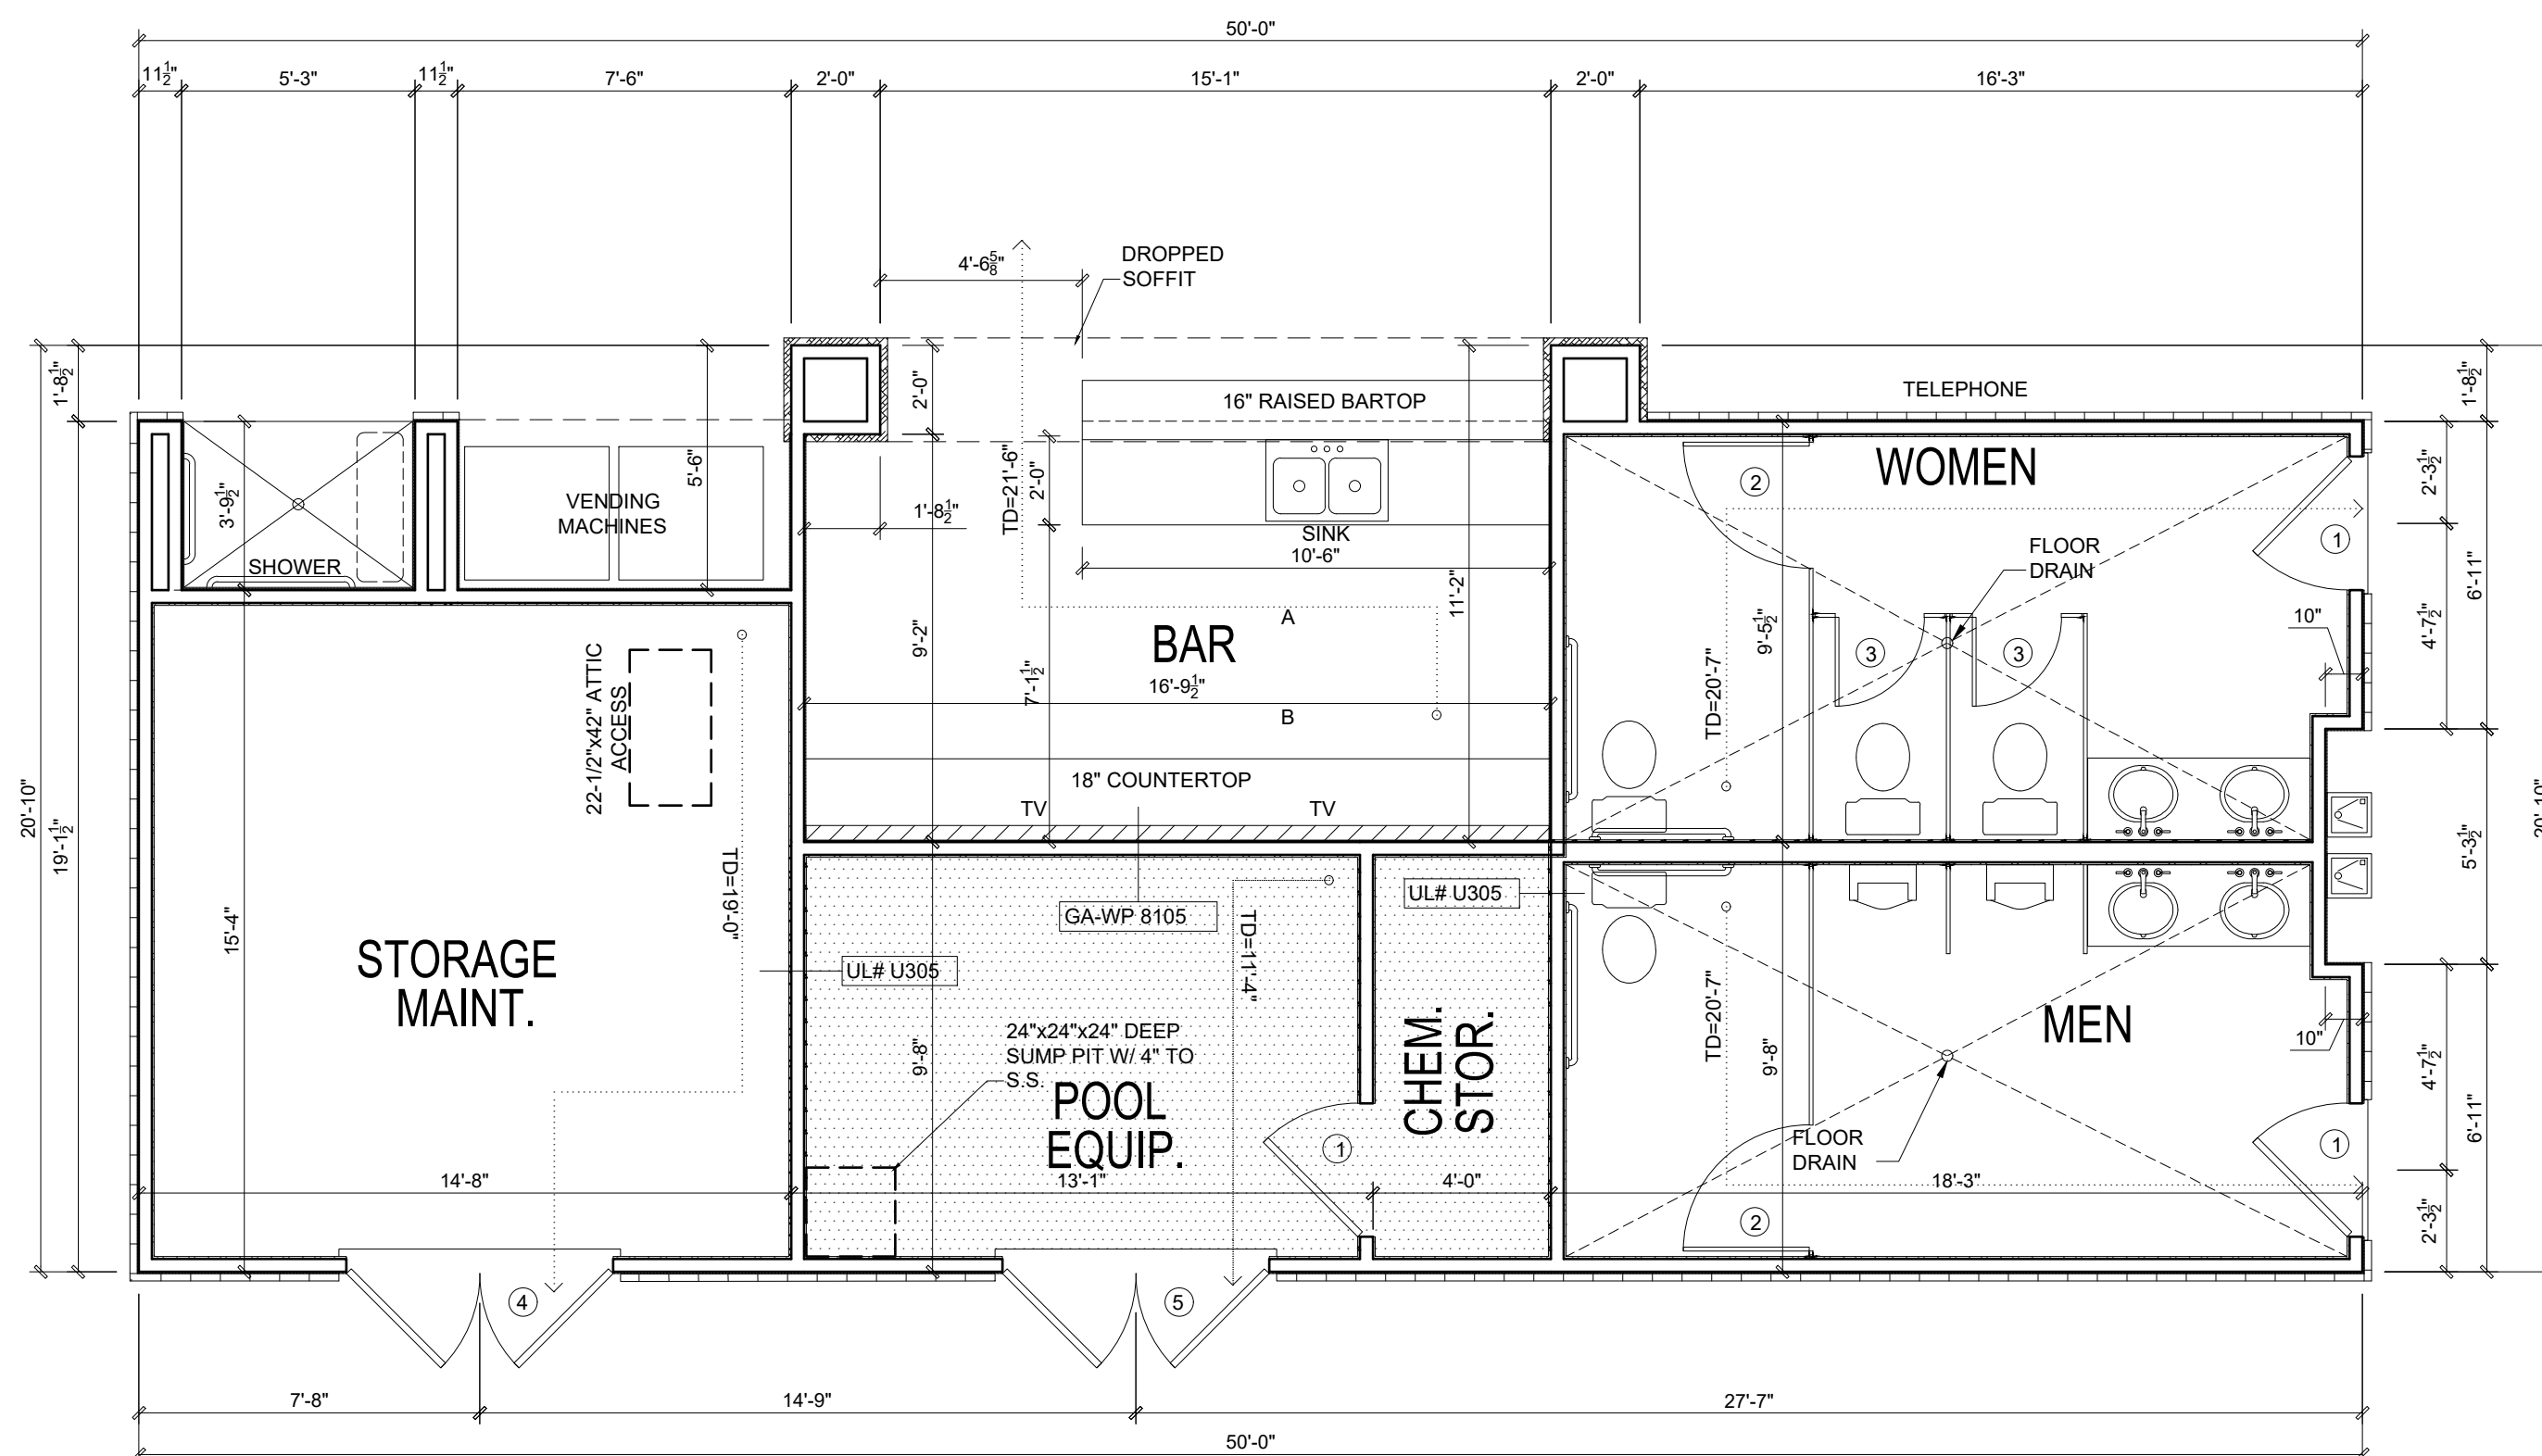 50'-0"
11½"
5'-3"
11½"
7'-6"
2'-0"
15'-1"
2'-0"
16'-3"
4'-6⅝"
DROPPED
SOFFIT
1'-8½"
2'-0"
16" RAISED BARTOP
TELEPHONE
1'-8½"
5'-6"
TD=21'-6"
2'-0"
WOMEN
2'-3½"
3'-9½"
VENDING
MACHINES
1'-8½"
2
SHOWER
SINK
10'-6"
FLOOR
DRAIN
1
6'-11"
11'-2"
A
9'-2"
BAR
7'-1½"
16'-9½"
9'-5½"
3
3
10"
4'-7½"
22-1/2"x42" ATTIC
ACCESS
B
TD=20'-7"
18" COUNTERTOP
TV
TV
20'-10"
19'-1½"
20'-10"
5'-3½"
TD=19'-0"
15'-4"
GA-WP 8105
UL# U305
TD=11'-4"
STORAGE
MAINT.
UL# U305
24"x24"x24" DEEP
SUMP PIT W/ 4" TO
S.S.
9'-8"
POOL
EQUIP.
CHEM.
STOR.
TD=20'-7"
9'-8"
MEN
10"
4'-7½"
6'-11"
FLOOR
DRAIN
1
1
14'-8"
13'-1"
4'-0"
18'-3"
2
2'-3½"
4
5
7'-8"
14'-9"
27'-7"
50'-0"